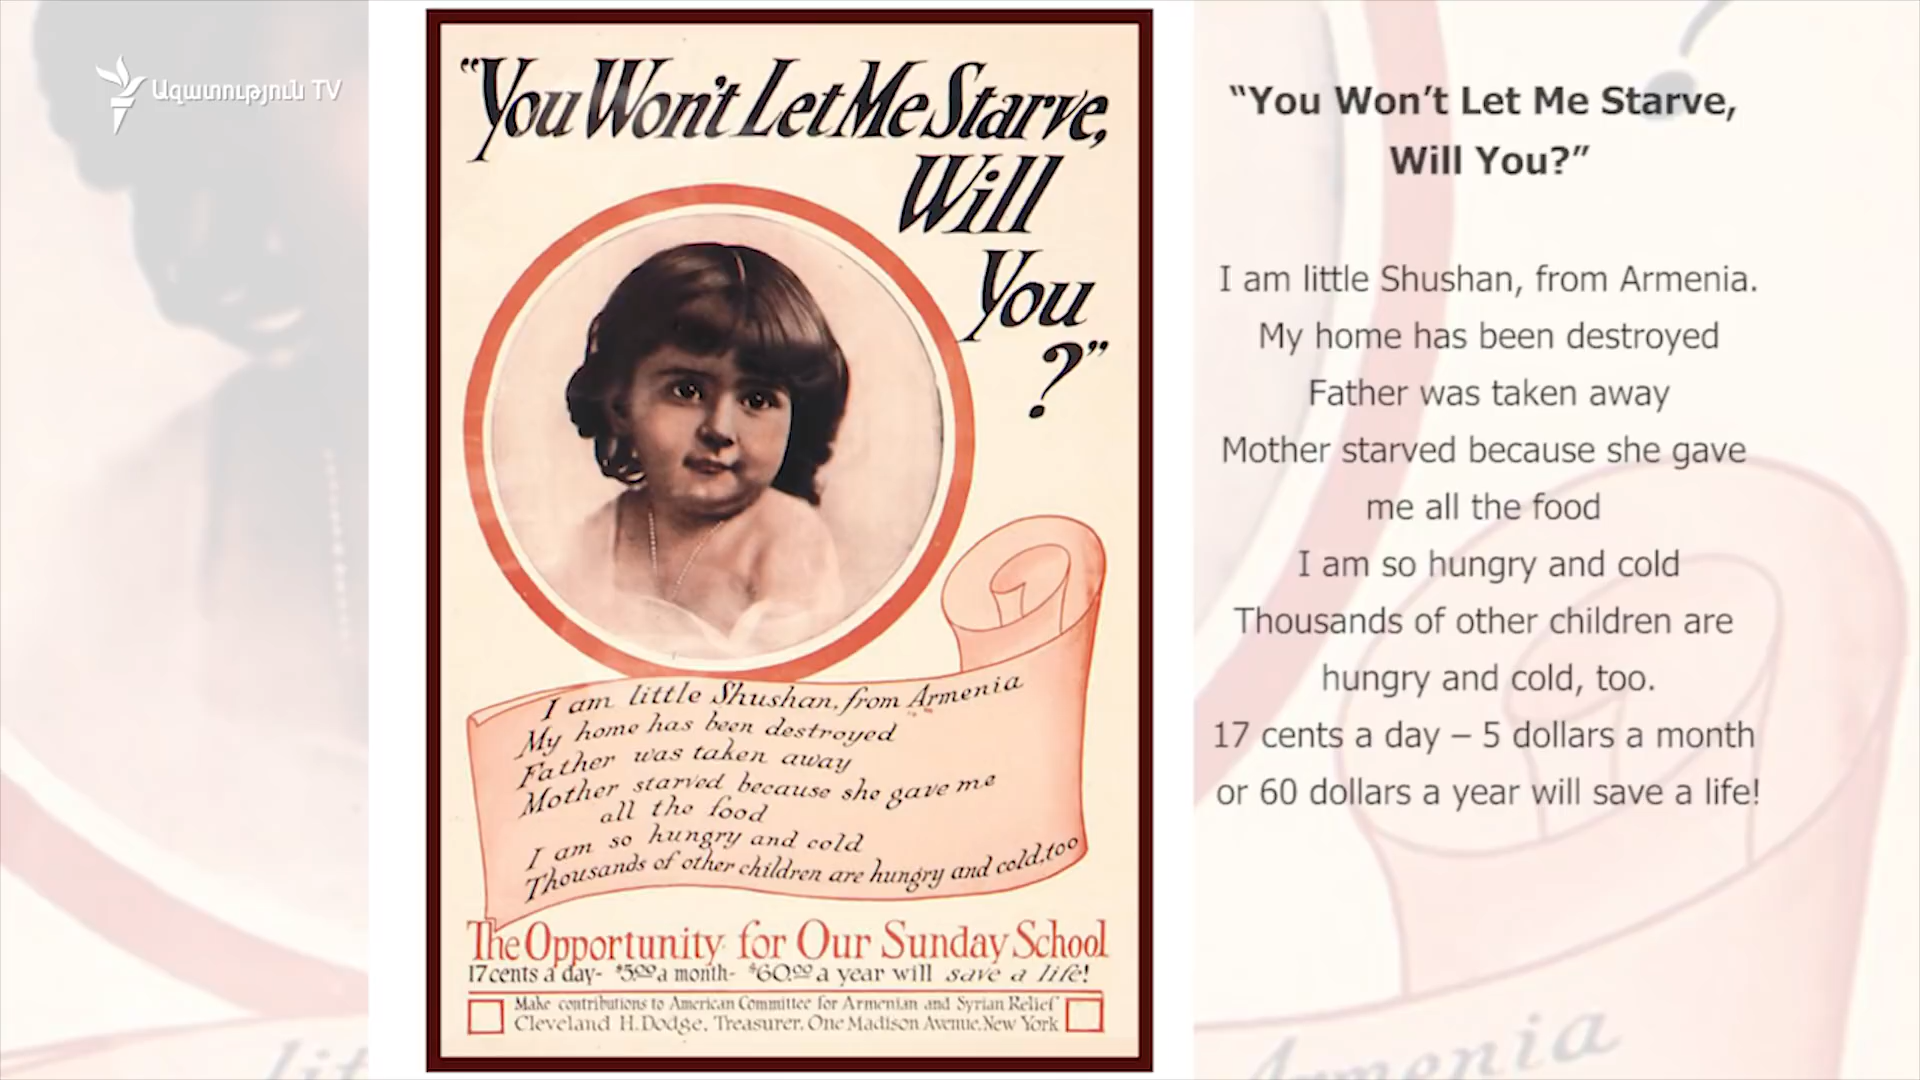 Ազատություն TV
“You Won't Let Me Starve,
Will
You
?”
I am little Shushan, from Armenia
My home has been destroyed
Father was taken away
Mother starved because she gave me
all the food
I am so hungry and cold
Thousands of other children are hungry and cold, too
The Opportunity for Our Sunday School
17 cents a day- $5.00 a month- $60.00 a year will save a life!
Make contributions to American Committee for Armenian and Syrian Relief
Cleveland H. Dodge, Treasurer, One Madison Avenue, New York
“You Won’t Let Me Starve,
Will You?”
I am little Shushan, from Armenia.
My home has been destroyed
Father was taken away
Mother starved because she gave
me all the food
I am so hungry and cold
Thousands of other children are
hungry and cold, too.
17 cents a day – 5 dollars a month
or 60 dollars a year will save a life!
lit
Armenia